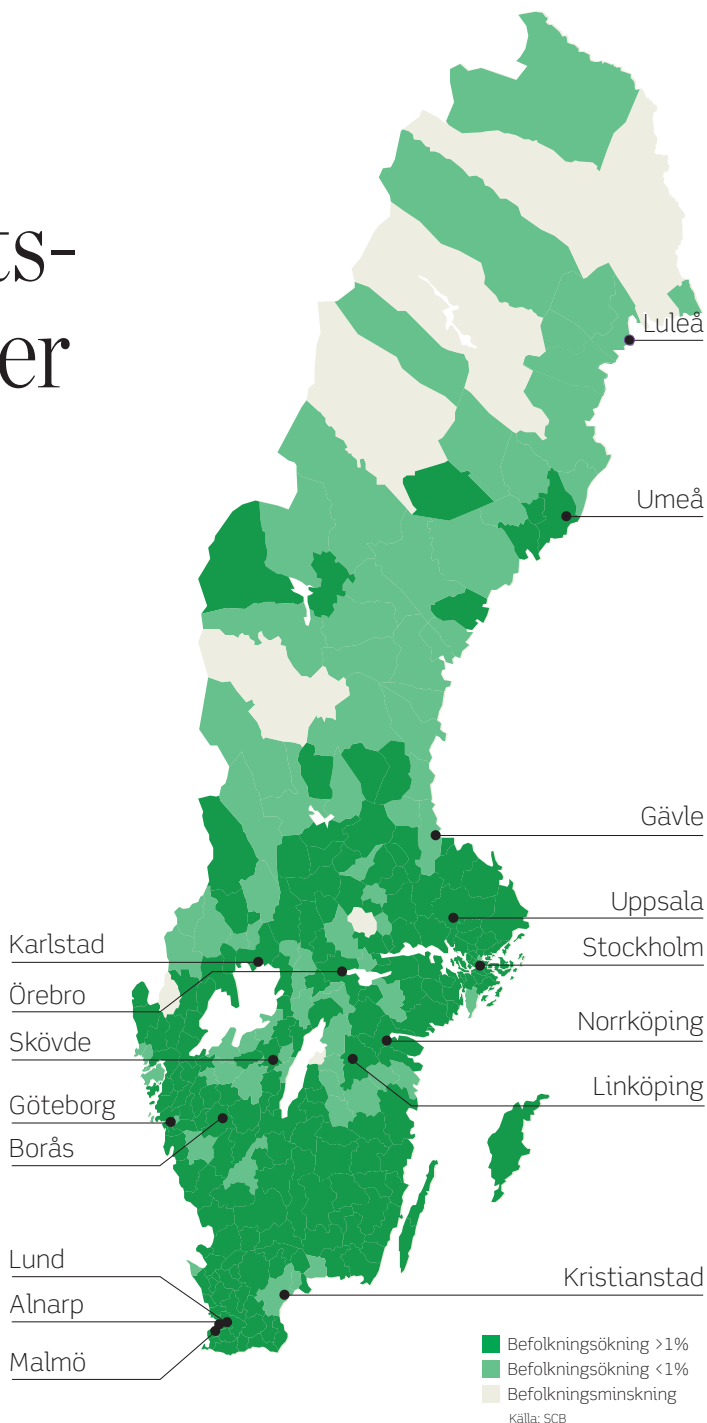 ts-
er
Luleå
Umeå
Gävle
Uppsala
Stockholm
Norrköping
Linköping
Kristianstad
Karlstad
Örebro
Skövde
Göteborg
Borås
Lund
Alnarp
Malmö
Befolkningsökning >1%
Befolkningsökning <1%
Befolkningsminskning
Källa: SCB